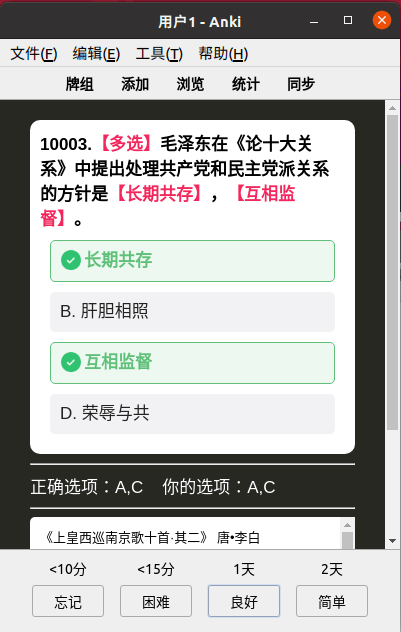 用户1 - Anki
文件(F) 编辑(E) 工具(T) 帮助(H)
牌组 添加 浏览 统计 同步
10003.【多选】毛泽东在《论十大关
系》中提出处理共产党和民主党派关系
的方针是【长期共存】，【互相监
督】。
长期共存
B. 肝胆相照
互相监督
D. 荣辱与共
正确选项：A,C 你的选项：A,C
《上皇西巡南京歌十首·其二》 唐•李白
<10分 <15分 1天 2天
忘记 困难 良好 简单